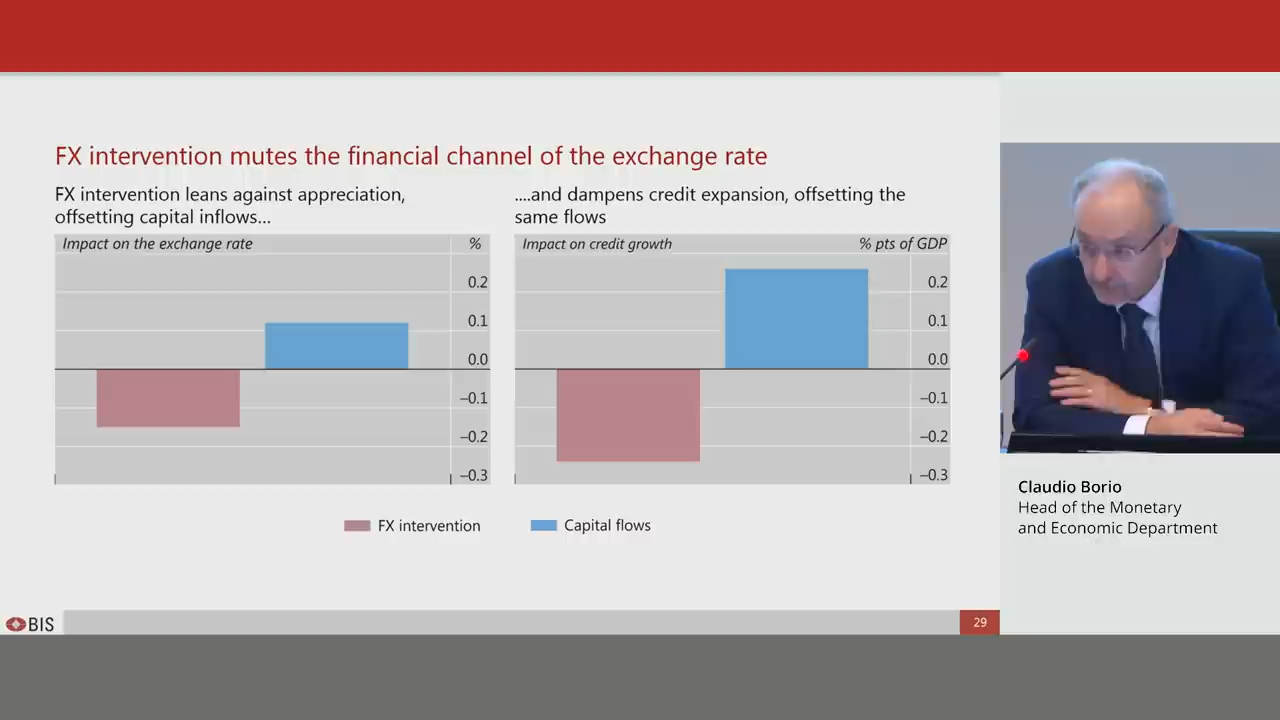 FX intervention mutes the financial channel of the exchange rate
FX intervention leans against appreciation,
offsetting capital inflows...
Impact on the exchange rate
%
0.2
0.1
0.0
–0.1
–0.2
–0.3
....and dampens credit expansion, offsetting the
same flows
Impact on credit growth
% pts of GDP
0.2
0.1
0.0
–0.1
–0.2
–0.3
FX intervention
Capital flows
BIS
29
Claudio Borio
Head of the Monetary
and Economic Department